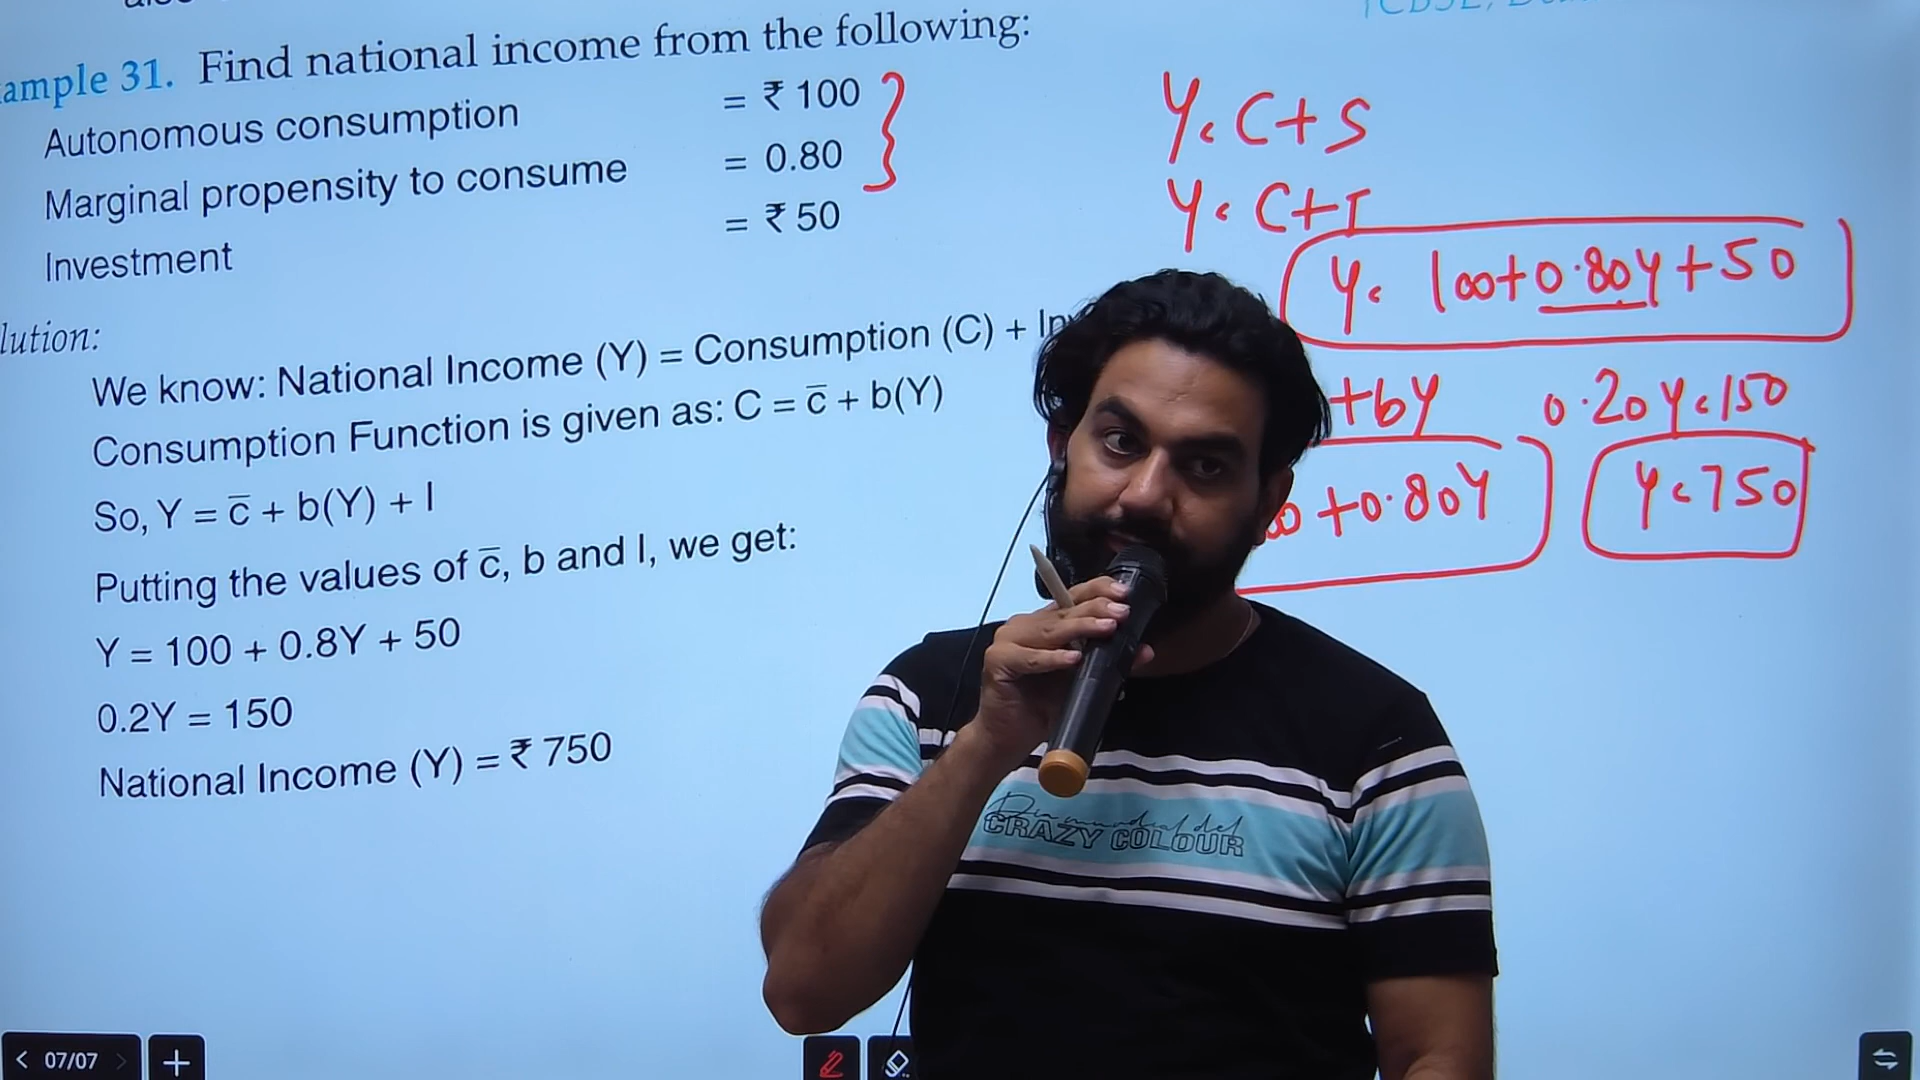 ample 31. Find national income from the following:
Autonomous consumption = ₹ 100
Marginal propensity to consume = 0.80
Investment = ₹ 50
lution:
We know: National Income (Y) = Consumption (C) +
Consumption Function is given as: C = c̅ + b(Y)
So, Y = c̅ + b(Y) + I
Putting the values of c̅, b and I, we get:
Y = 100 + 0.8Y + 50
0.2Y = 150
National Income (Y) = ₹ 750
Y = C+S
Y = C+I
Y = 100+0.80Y+50
+bY
+0.80Y
0.20Y=150
Y=750
CRAZY COLOUR
07/07